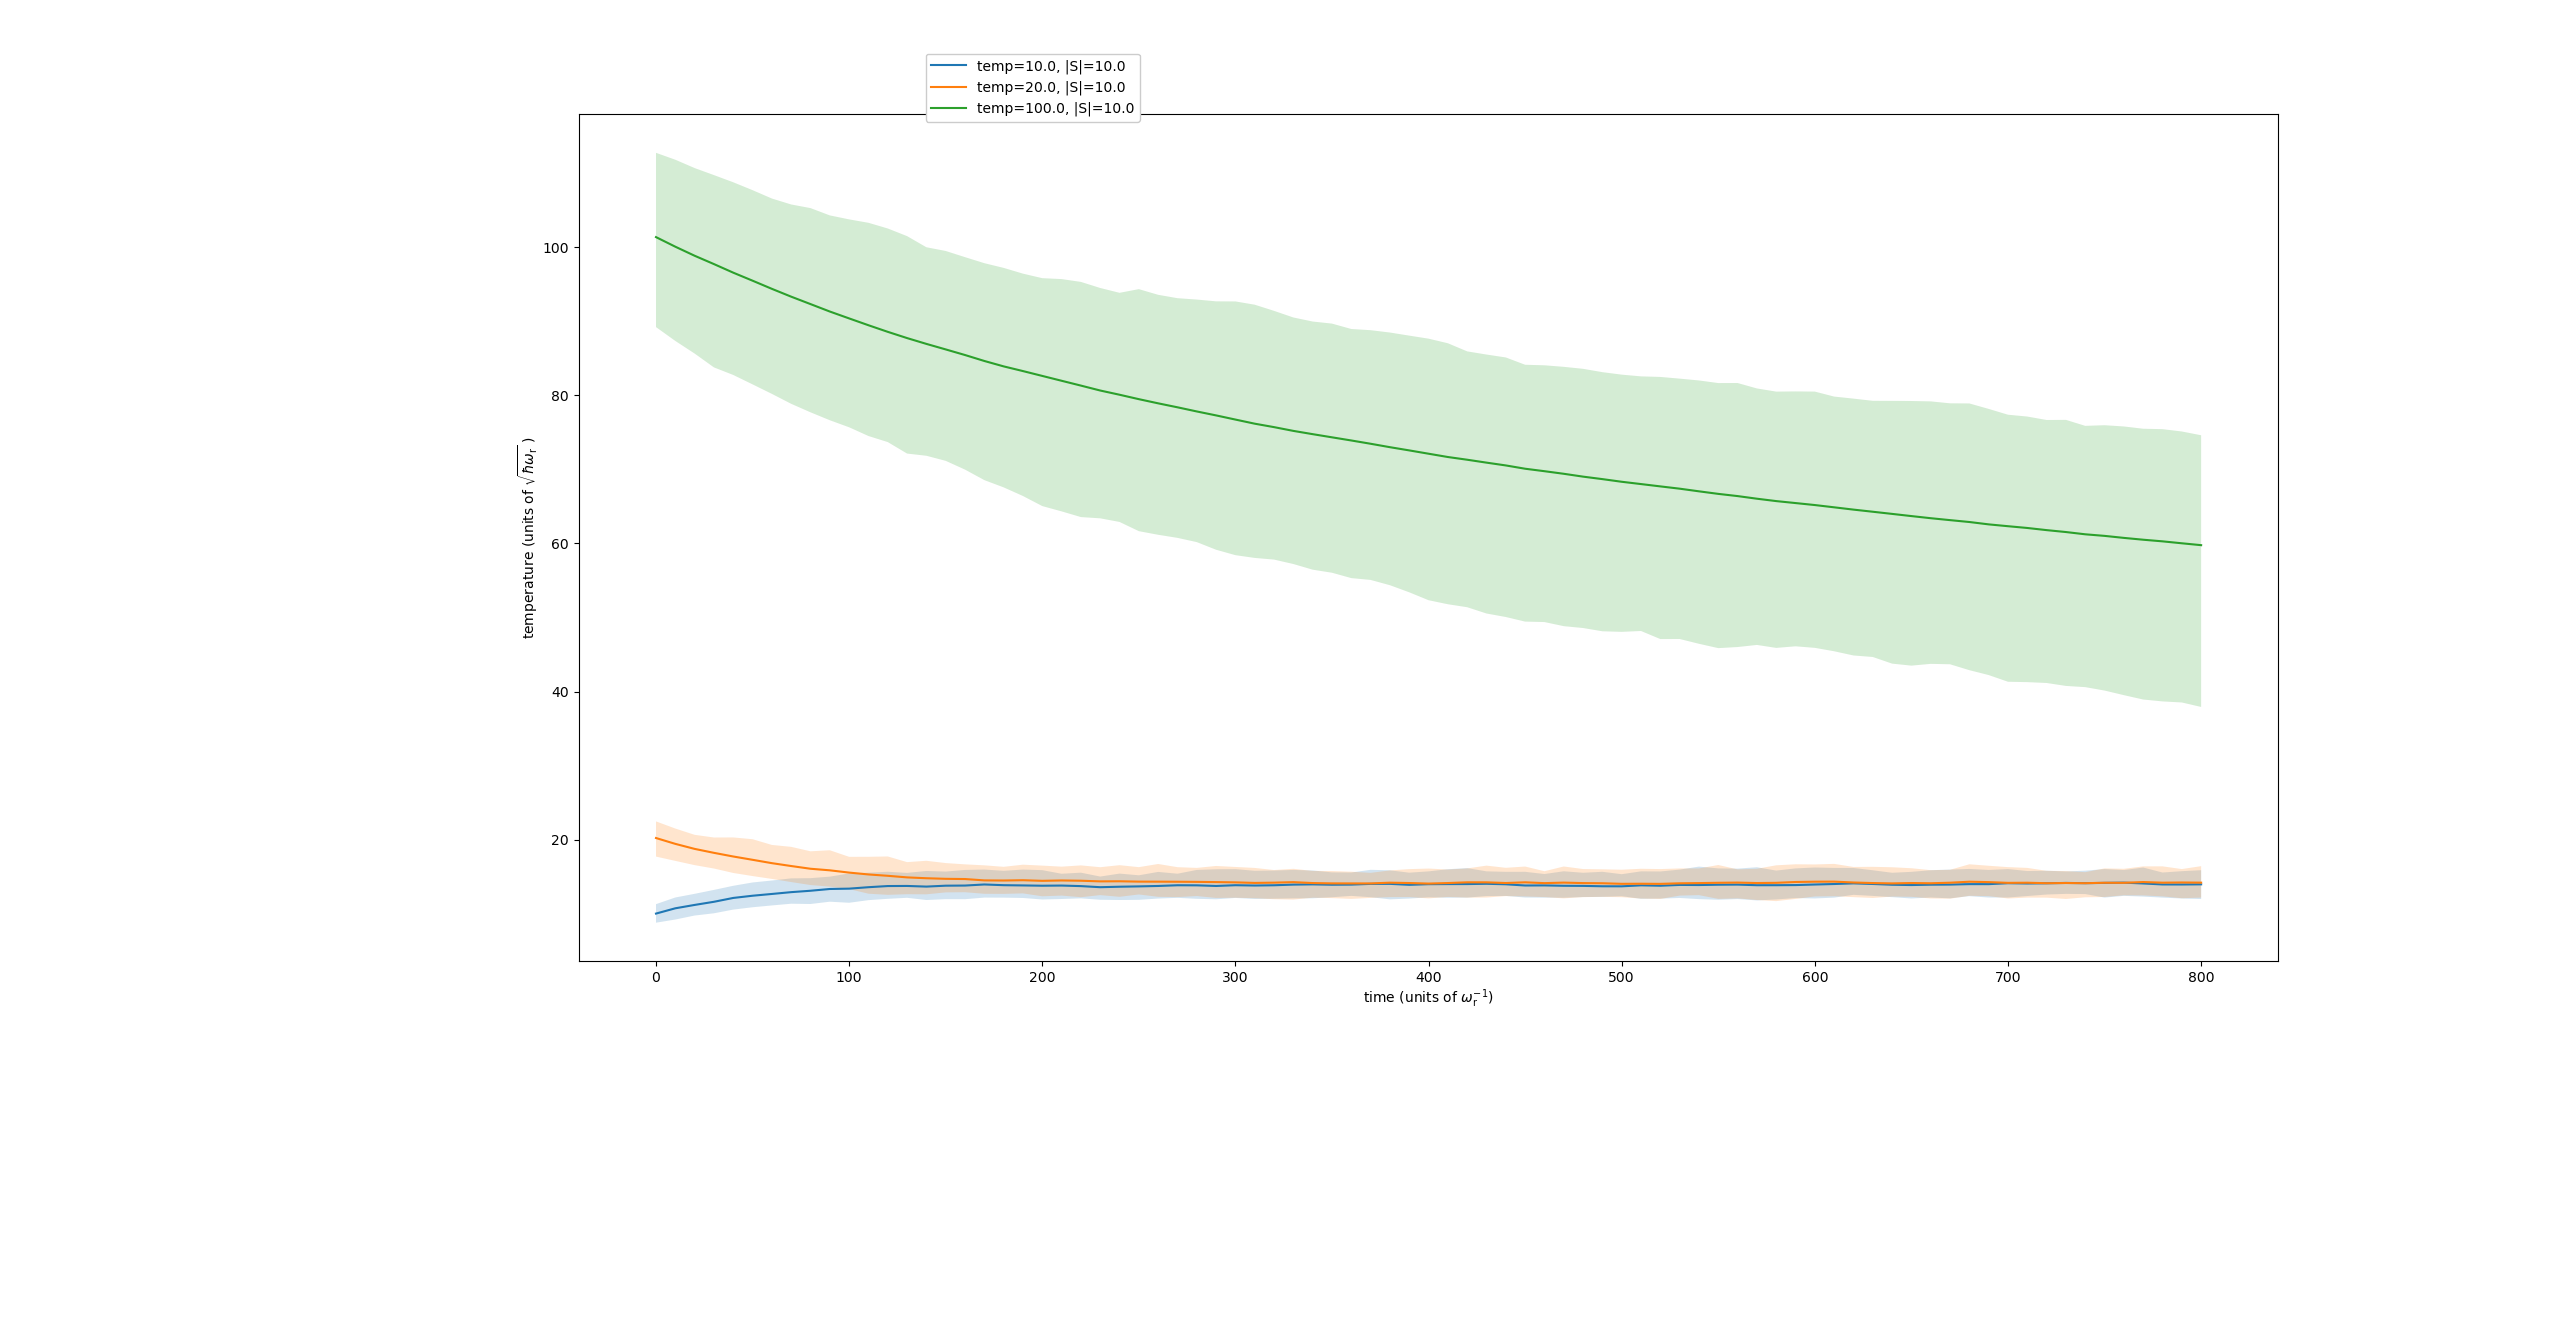 temp=10.0, |S|=10.0
temp=20.0, |S|=10.0
temp=100.0, |S|=10.0
100
80
60
40
20
temperature (units of √ħω_r)
0 100 200 300 400 500 600 700 800
time (units of ω_r^−1)